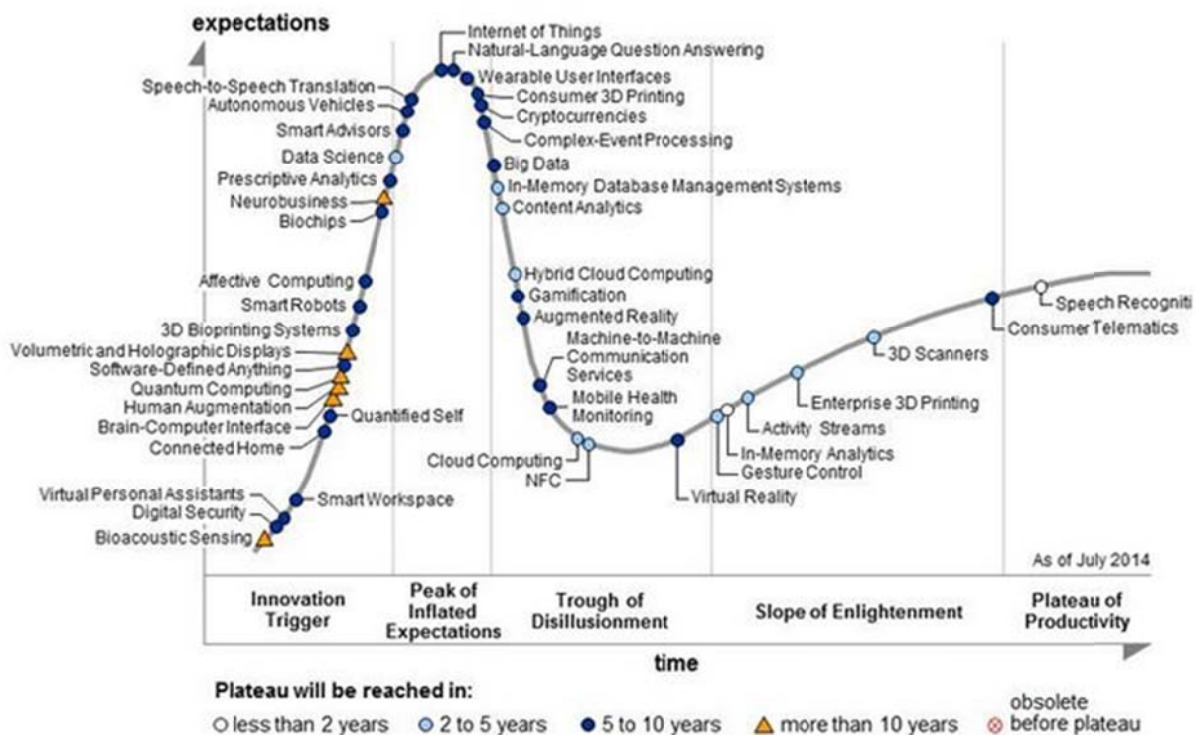 expectations
Internet of Things
Natural-Language Question Answering
Wearable User Interfaces
Consumer 3D Printing
Cryptocurrencies
Complex-Event Processing
Speech-to-Speech Translation
Autonomous Vehicles
Smart Advisors
Data Science
Prescriptive Analytics
Neurobusiness
Biochips
Big Data
In-Memory Database Management Systems
Content Analytics
Affective Computing
Smart Robots
3D Bioprinting Systems
Volumetric and Holographic Displays
Software-Defined Anything
Quantum Computing
Human Augmentation
Brain-Computer Interface
Connected Home
Quantified Self
Hybrid Cloud Computing
Gamification
Augmented Reality
Machine-to-Machine
Communication
Services
Mobile Health
Monitoring
Cloud Computing
NFC
Virtual Personal Assistants
Digital Security
Bioacoustic Sensing
Smart Workspace
Speech Recogniti
Consumer Telematics
3D Scanners
Enterprise 3D Printing
Activity Streams
In-Memory Analytics
Gesture Control
Virtual Reality
As of July 2014
Innovation
Trigger
Peak of
Inflated
Expectations
Trough of
Disillusionment
Slope of Enlightenment
Plateau of
Productivity
time
Plateau will be reached in:
less than 2 years
2 to 5 years
5 to 10 years
more than 10 years
obsolete
before plateau